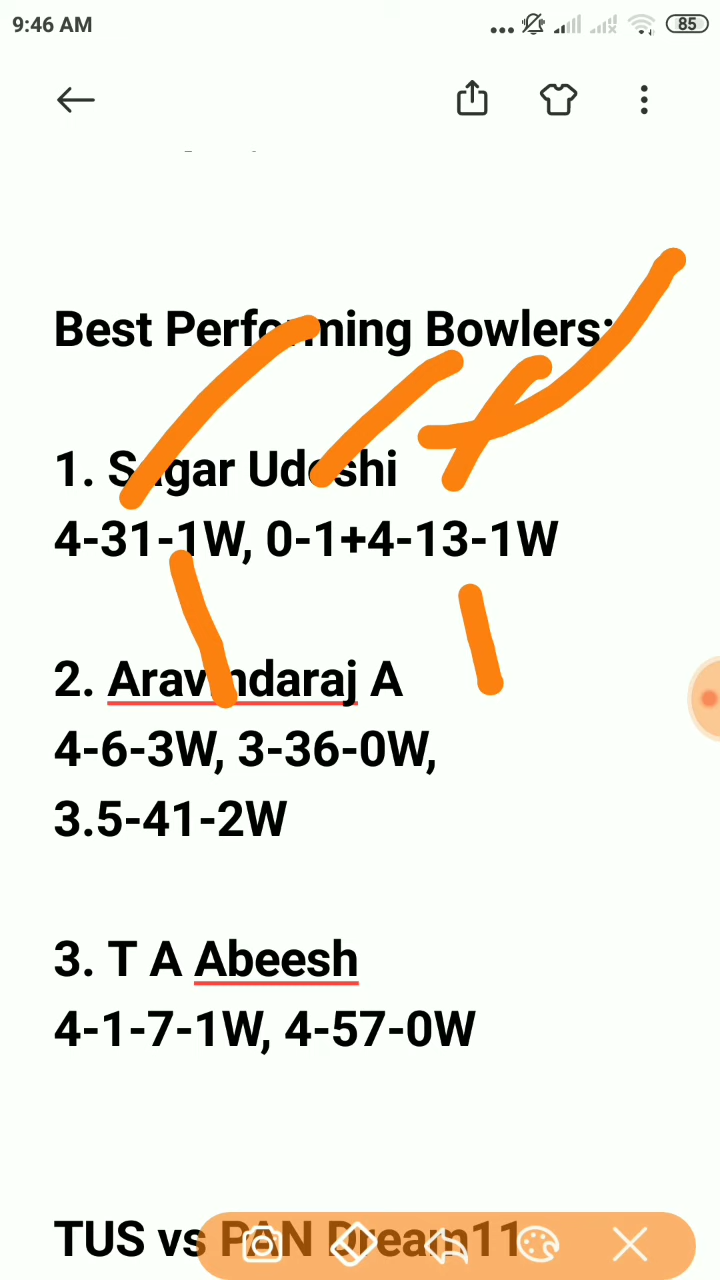 9:46 AM
85
Best Performing Bowlers:
1. Sagar Udeshi
4-31-1W, 0-1+4-13-1W
2. Aravindaraj A
4-6-3W, 3-36-0W,
3.5-41-2W
3. T A Abeesh
4-1-7-1W, 4-57-0W
TUS vs PAN Dream11